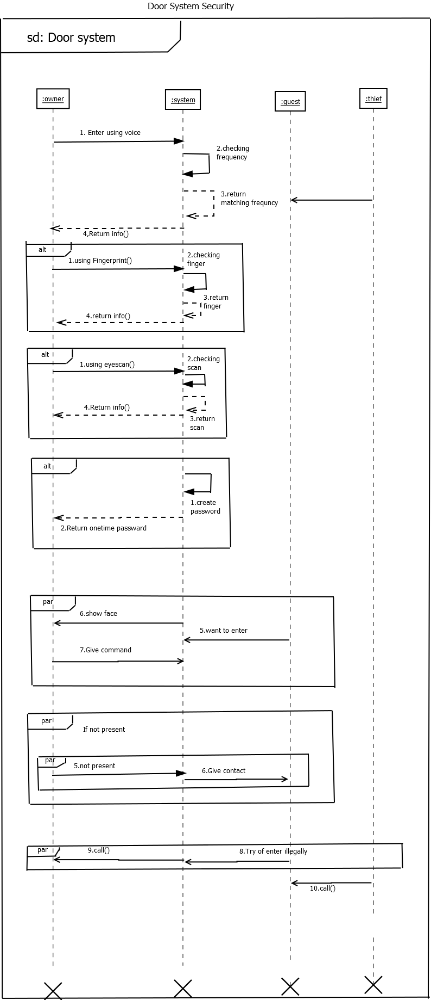 Door System Security
sd: Door system
:owner
:system
:guest
:thief
1. Enter using voice
2.checking
frequency
3.return
matching frequncy
4,Return info()
alt
1.using Fingerprint()
2.checking
finger
3.return
finger
4.return info()
alt
1.using eyescan()
2.checking
scan
4.Return info()
3.return
scan
alt
1.create
password
2.Return onetime passward
par
6.show face
5.want to enter
7.Give command
par
If not present
par
5.not present
6.Give contact
par
9.call()
8.Try of enter illegally
10.call()